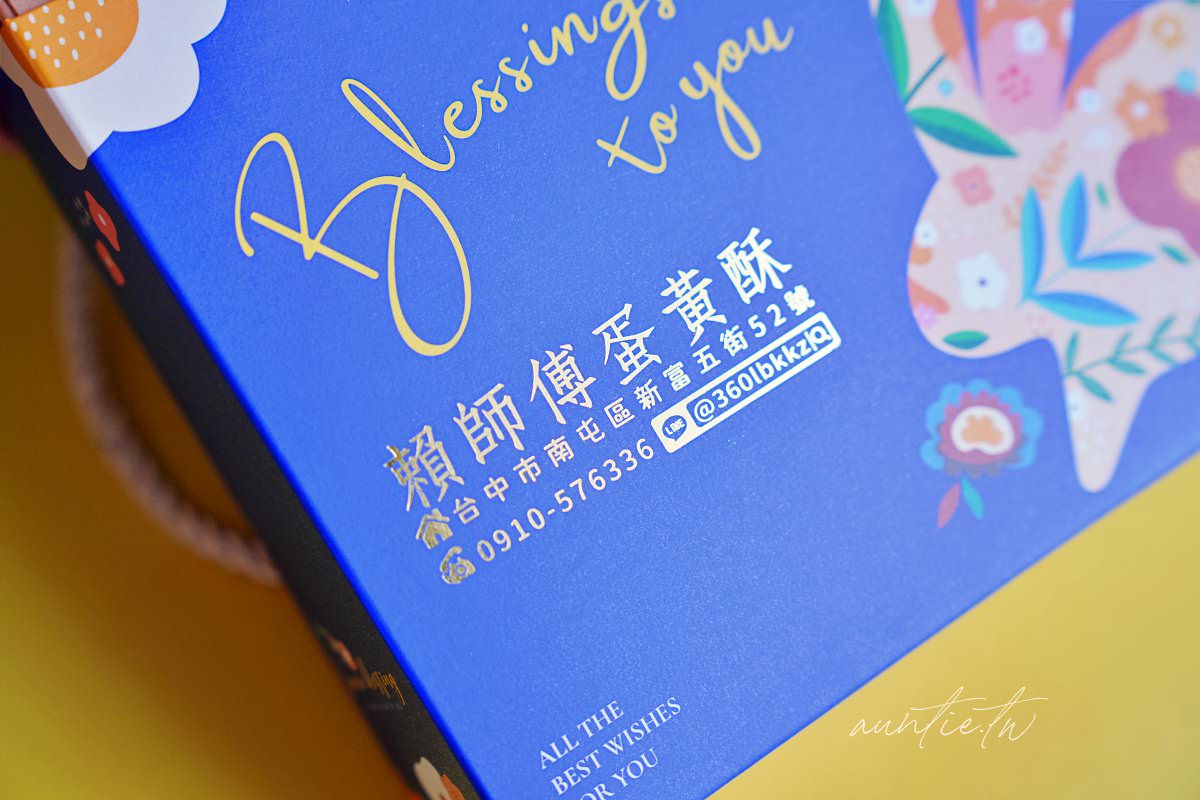 Blessings
to you
賴師傅蛋黃酥
台中市南屯區新富五街52號
0910-576336 LINE @360lbkkz
ALL THE
BEST WISHES
FOR YOU
auntie.tw